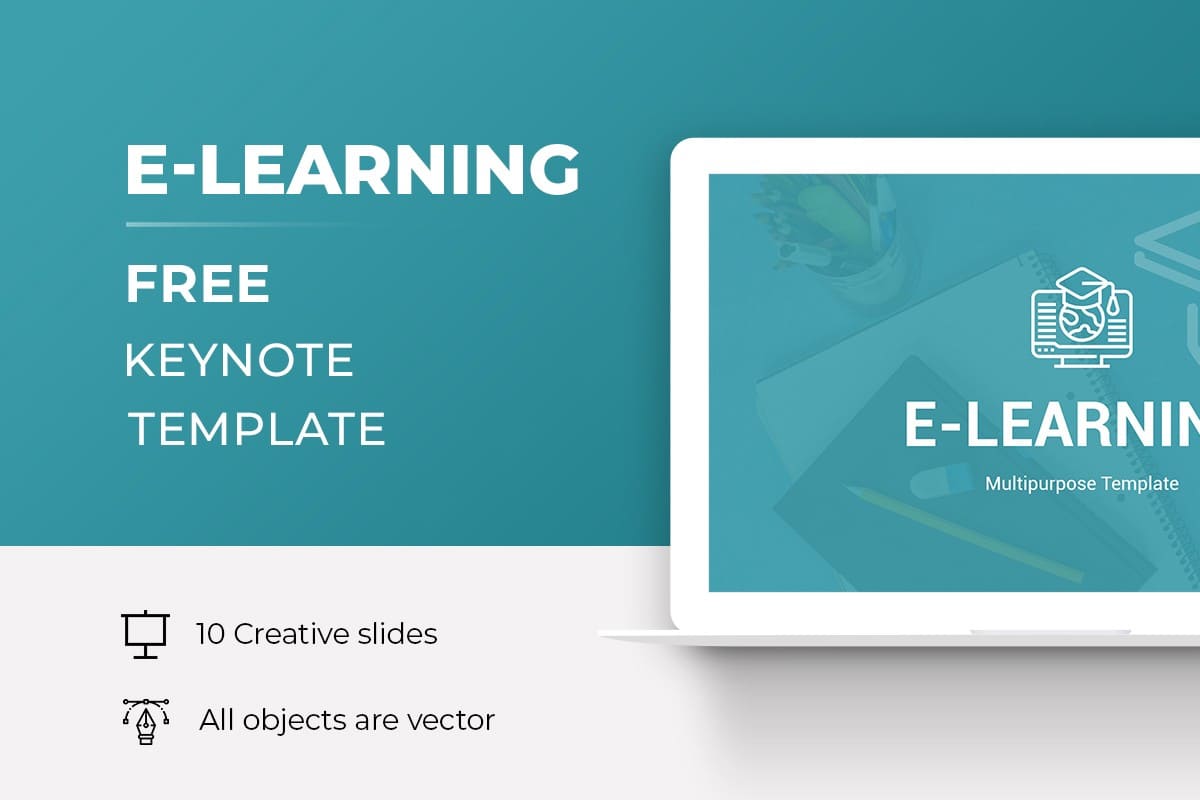 E-LEARNING
FREE
KEYNOTE
TEMPLATE
10 Creative slides
All objects are vector
E-LEARNIN
Multipurpose Template